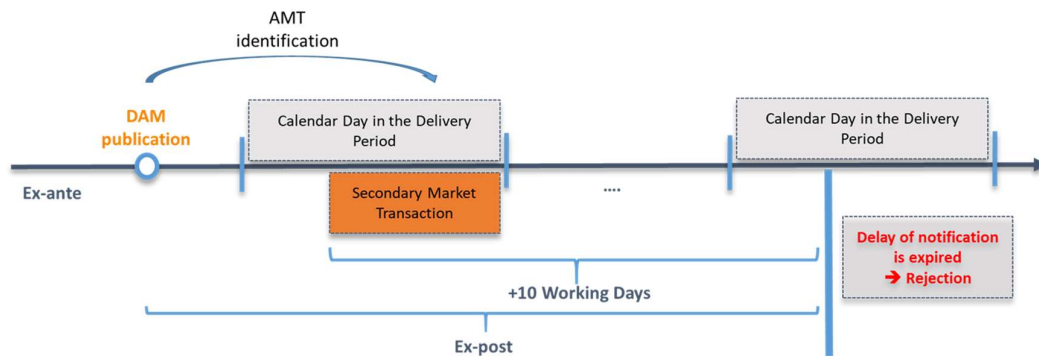 AMT
identification
DAM
publication
Calendar Day in the Delivery
Period
Calendar Day in the Delivery
Period
Ex-ante
Secondary Market
Transaction
....
Delay of notification
is expired
➔ Rejection
+10 Working Days
Ex-post